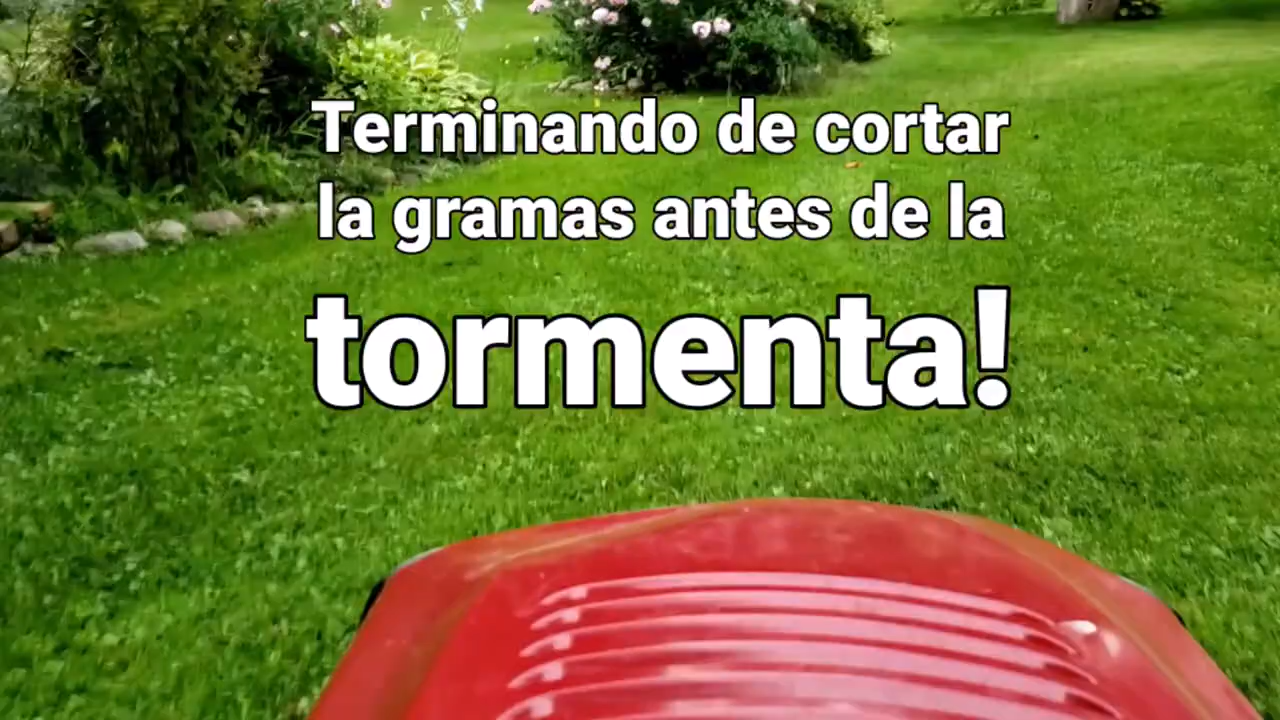 Terminando de cortar
la gramas antes de la
tormenta!